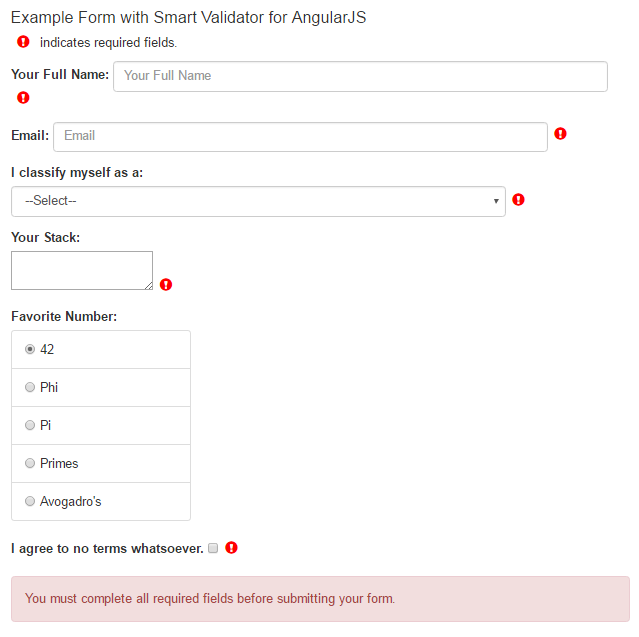 Example Form with Smart Validator for AngularJS
indicates required fields.
Your Full Name: Your Full Name
Email: Email
I classify myself as a:
--Select--
Your Stack:
Favorite Number:
42
Phi
Pi
Primes
Avogadro's
I agree to no terms whatsoever.
You must complete all required fields before submitting your form.